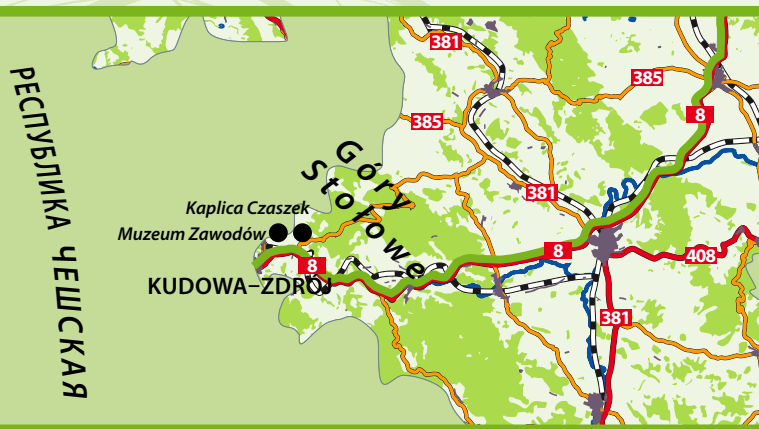 381
385
8
385
РЕСПУБЛИКА ЧЕШСКАЯ
Góry
Stołowe
381
Kaplica Czaszek
Muzeum Zawodów
8
408
8
KUDOWA–ZDRÓJ
381